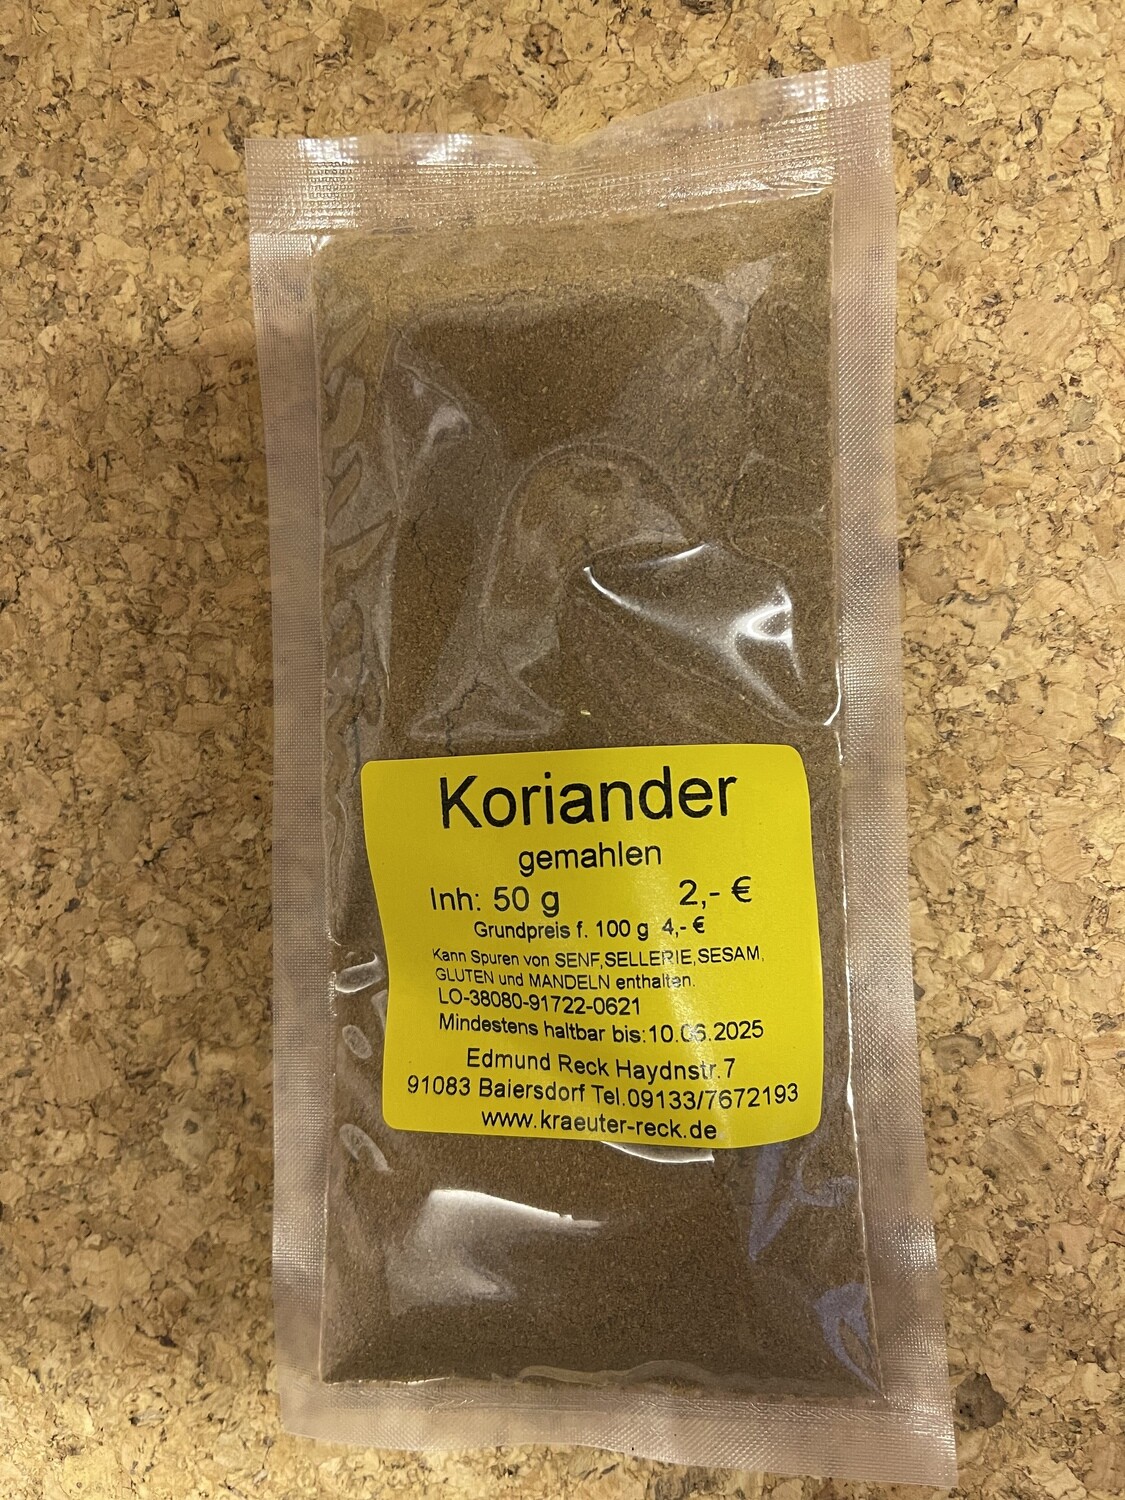 Koriander
gemahlen
Inh: 50 g 2,- €
Grundpreis f. 100 g 4,- €
Kann Spuren von SENF,SELLERIE,SESAM,
GLUTEN und MANDELN enthalten.
LO-38080-91722-0621
Mindestens haltbar bis:10.06.2025
Edmund Reck Haydnstr.7
91083 Baiersdorf Tel.09133/7672193
www.kraeuter-reck.de